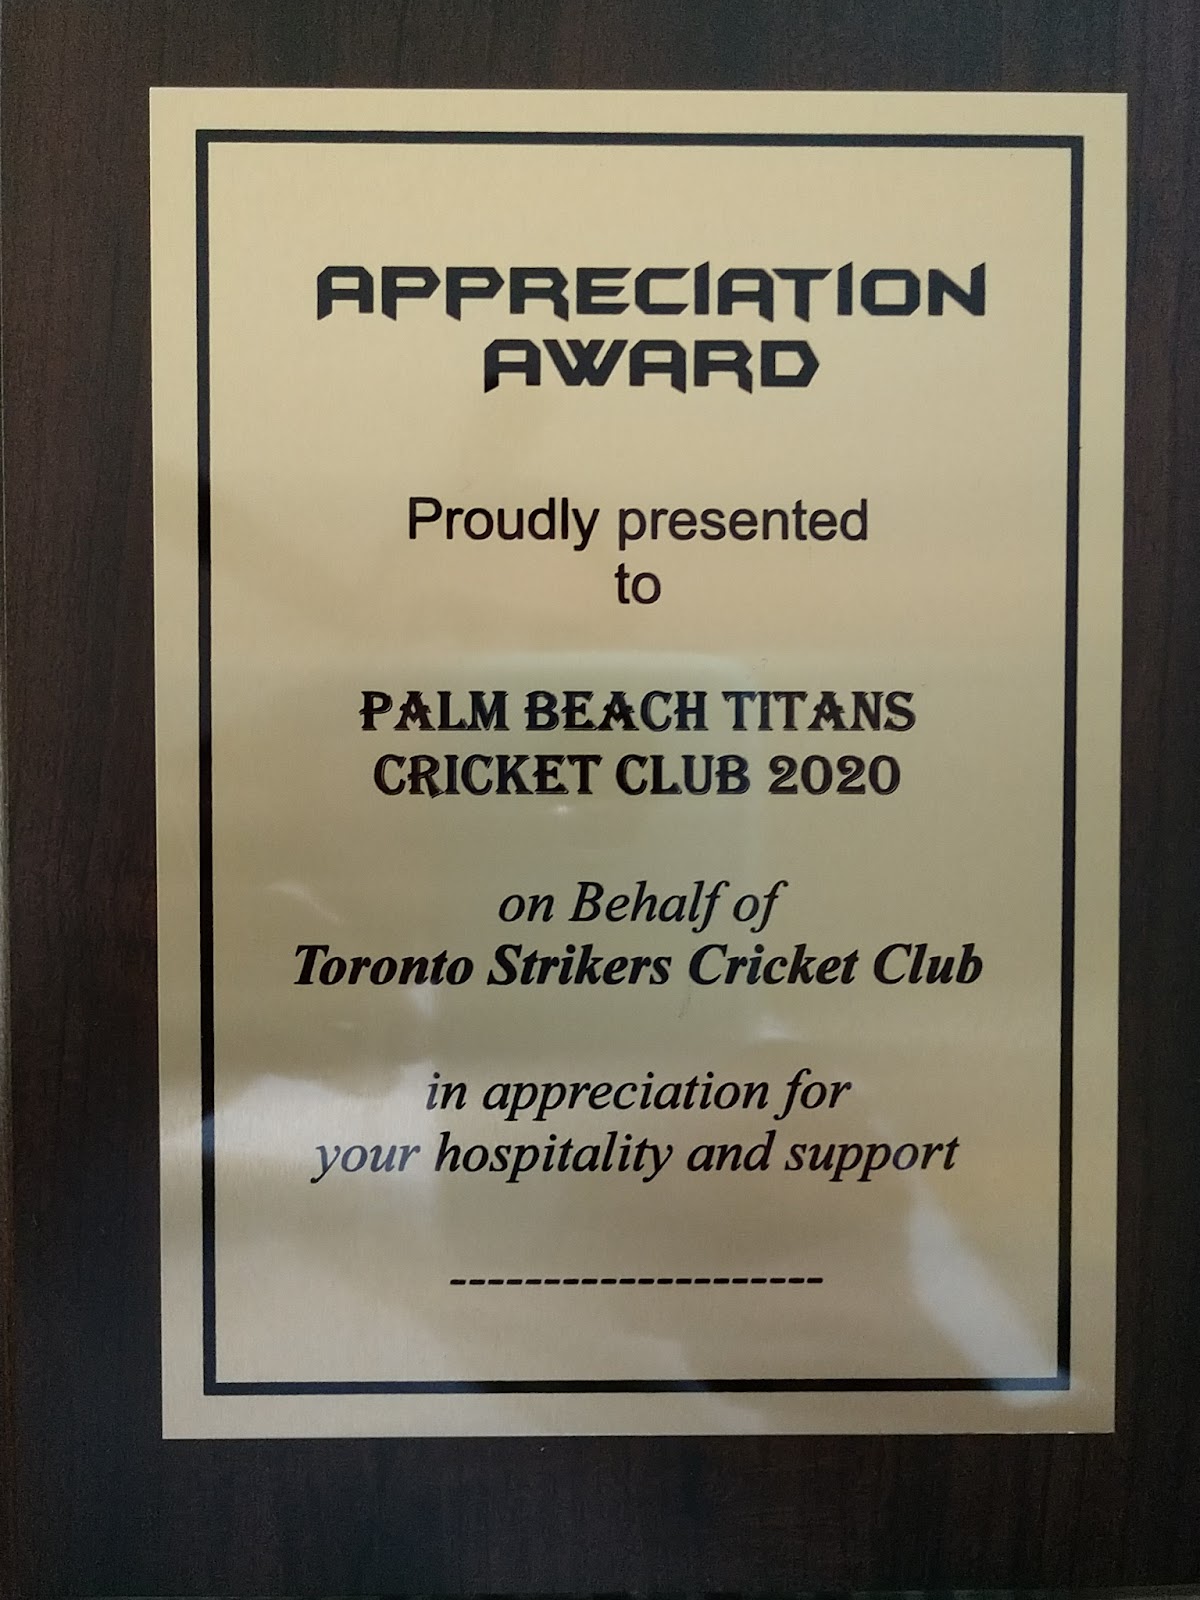 APPRECIATION
AWARD
Proudly presented
to
PALM BEACH TITANS
CRICKET CLUB 2020
on Behalf of
Toronto Strikers Cricket Club
in appreciation for
your hospitality and support
--------------------